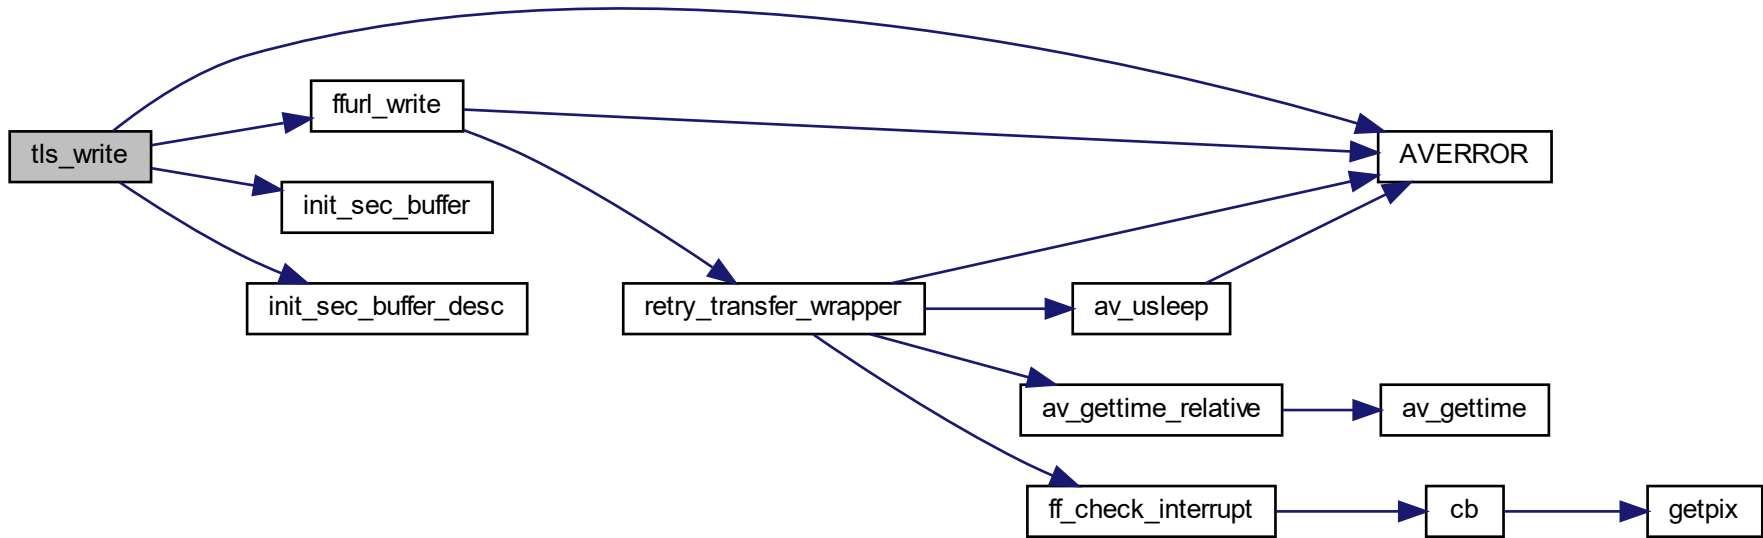 tls_write
ffurl_write
init_sec_buffer
init_sec_buffer_desc
retry_transfer_wrapper
AVERROR
av_usleep
av_gettime_relative
av_gettime
ff_check_interrupt
cb
getpix